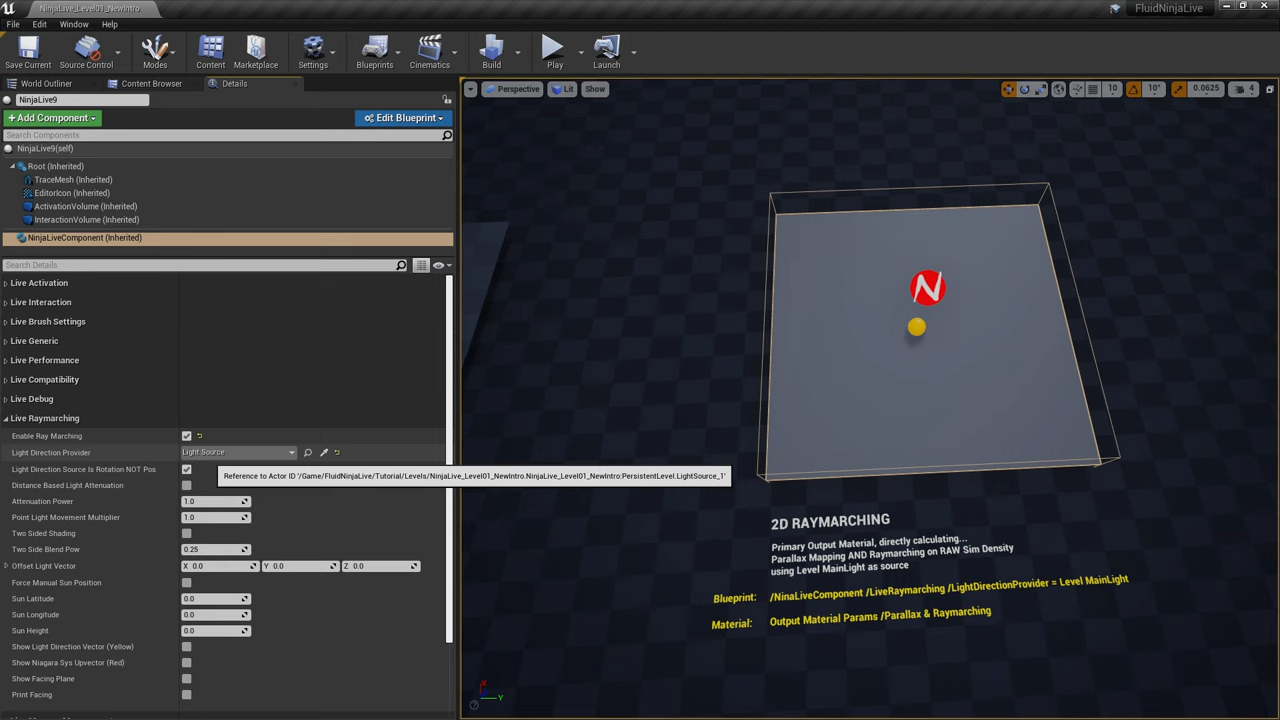 NinjaLive_Level01_NewIntro
FluidNinjaLive
File Edit Window Help
Save Current
Source Control
Modes
Content
Marketplace
Settings
Blueprints
Cinematics
Build
Play
Launch
World Outliner
Content Browser
Details
NinjaLive9
+ Add Component
Edit Blueprint
Search Components
NinjaLive9(self)
Root (Inherited)
TraceMesh (Inherited)
EditorIcon (Inherited)
ActivationVolume (Inherited)
InteractionVolume (Inherited)
NinjaLiveComponent (Inherited)
Search Details
Live Activation
Live Interaction
Live Brush Settings
Live Generic
Live Performance
Live Compatibility
Live Debug
Live Raymarching
Enable Ray Marching
Light Direction Provider Light Source
Light Direction Source Is Rotation NOT Pos
Reference to Actor ID '/Game/FluidNinjaLive/Tutorial/Levels/NinjaLive_Level01_NewIntro.NinjaLive_Level01_NewIntro:PersistentLevel.LightSource_1'
Distance Based Light Attenuation
Attenuation Power 1.0
Point Light Movement Multiplier 1.0
Two Sided Shading
Two Side Blend Pow 0.25
Offset Light Vector X 0.0 Y 0.0 Z 0.0
Force Manual Sun Position
Sun Latitude 0.0
Sun Longitude 0.0
Sun Height 0.0
Show Light Direction Vector (Yellow)
Show Niagara Sys Upvector (Red)
Show Facing Plane
Print Facing
Perspective Lit Show
10 10° 0.0625 4
N
2D RAYMARCHING
Primary Output Material, directly calculating...
Parallax Mapping AND Raymarching on RAW Sim Density
using Level MainLight as source
Blueprint: /NinaLiveComponent /LiveRaymarching /LightDirectionProvider = Level MainLight
Material: Output Material Params /Parallax & Raymarching
X
Y